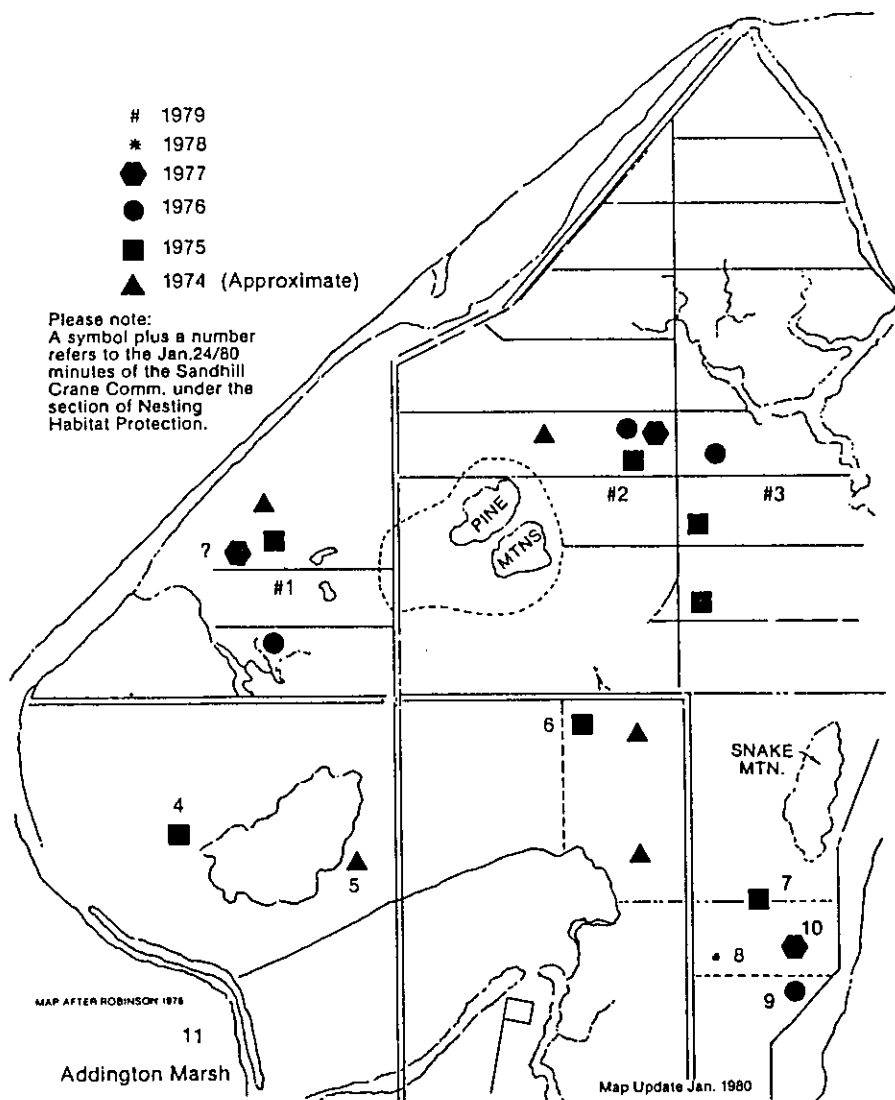 # 1979
* 1978
1977
1976
1975
1974 (Approximate)
Please note:
A symbol plus a number
refers to the Jan.24/80
minutes of the Sandhill
Crane Comm. under the
section of Nesting
Habitat Protection.
#2
#3
PINE
MTNS
?
#1
6
SNAKE
MTN.
4
5
7
10
* 8
9
MAP AFTER ROBINSON 1976
11
Addington Marsh
Map Update Jan. 1980